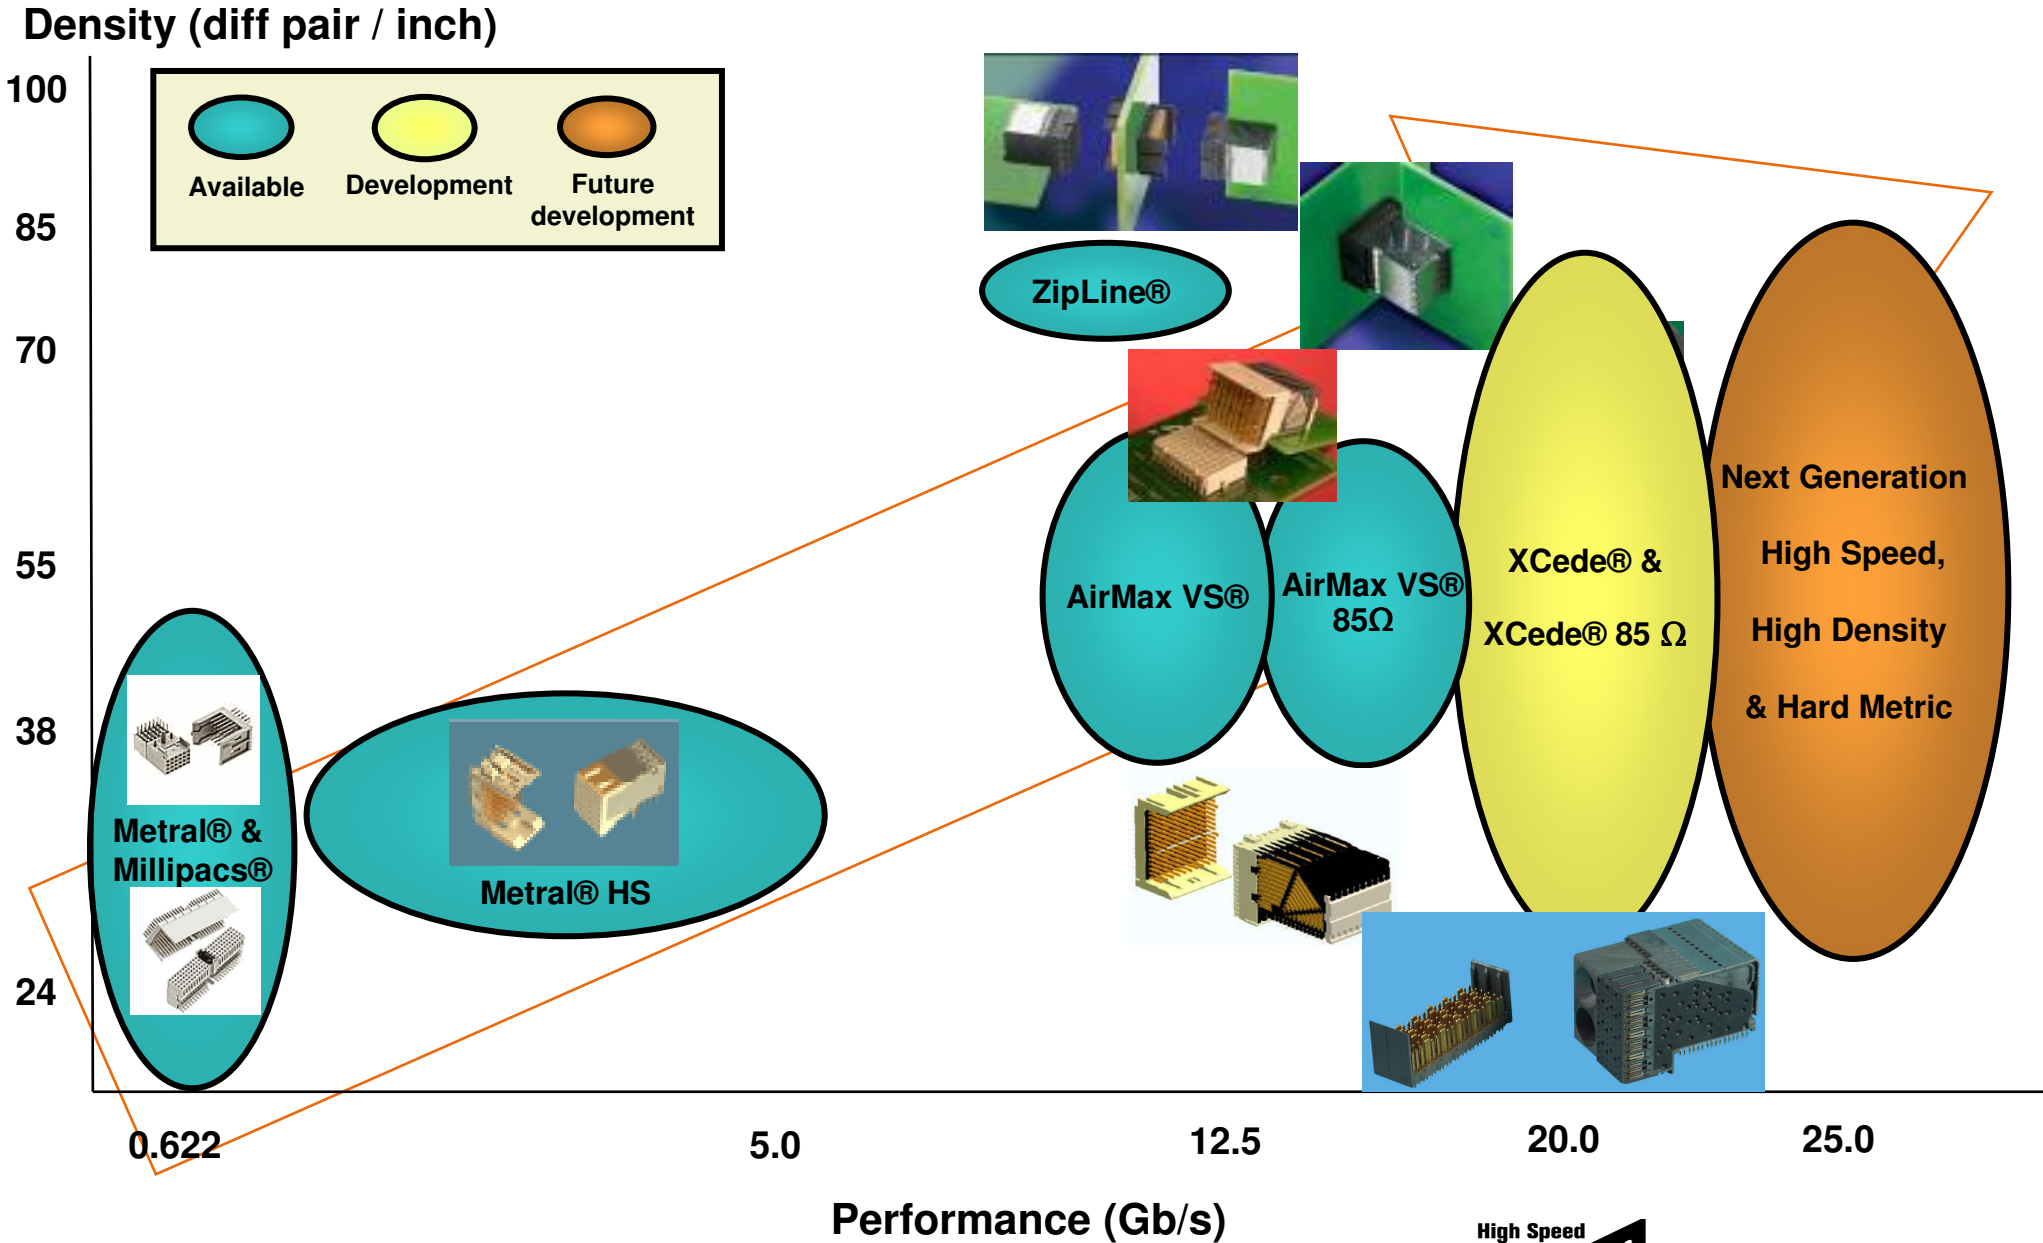 Density (diff pair / inch)
100
85
70
55
38
24
Available
Development
Future
development
ZipLine®
AirMax VS®
AirMax VS®
85Ω
XCede® &
XCede® 85 Ω
Next Generation
High Speed,
High Density
& Hard Metric
Metral® &
Millipacs®
Metral® HS
0.622
5.0
12.5
20.0
25.0
Performance (Gb/s)
High Speed